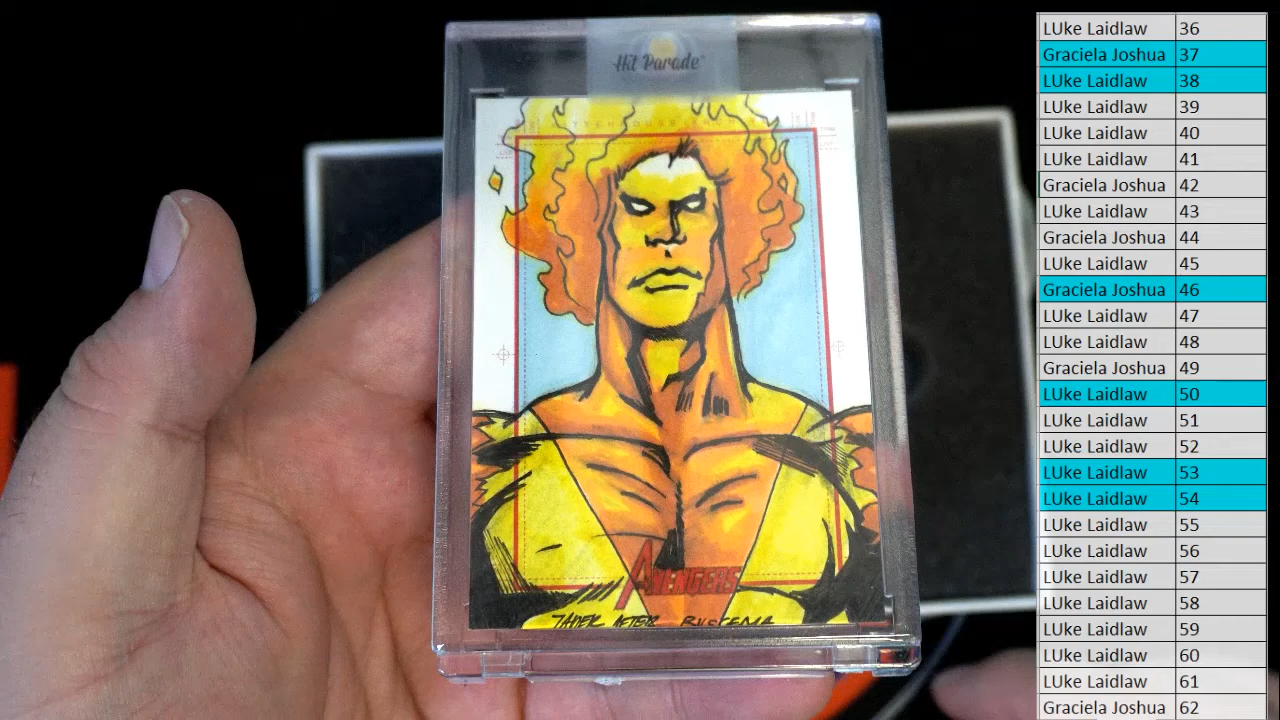 Hit Parade
AVENGERS
AFTER BUSCEMA
LUke Laidlaw 36
Graciela Joshua 37
LUke Laidlaw 38
LUke Laidlaw 39
LUke Laidlaw 40
LUke Laidlaw 41
Graciela Joshua 42
LUke Laidlaw 43
Graciela Joshua 44
LUke Laidlaw 45
Graciela Joshua 46
LUke Laidlaw 47
LUke Laidlaw 48
Graciela Joshua 49
LUke Laidlaw 50
LUke Laidlaw 51
LUke Laidlaw 52
LUke Laidlaw 53
LUke Laidlaw 54
LUke Laidlaw 55
LUke Laidlaw 56
LUke Laidlaw 57
LUke Laidlaw 58
LUke Laidlaw 59
LUke Laidlaw 60
LUke Laidlaw 61
Graciela Joshua 62